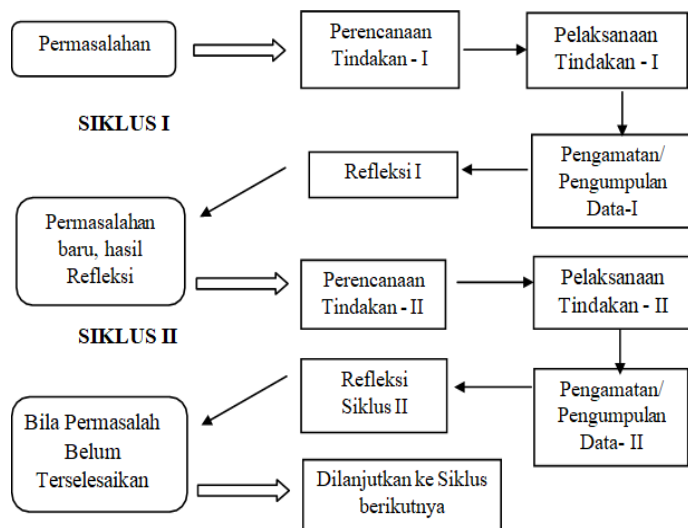 Permasalahan
Perencanaan
Tindakan - I
Pelaksanaan
Tindakan - I
SIKLUS I
Pengamatan/
Pengumpulan
Data-I
Refleksi I
Permasalahan
baru, hasil
Refleksi
Perencanaan
Tindakan - II
Pelaksanaan
Tindakan - II
SIKLUS II
Pengamatan/
Pengumpulan
Data- II
Refleksi
Siklus II
Bila Permasalah
Belum
Terselesaikan
Dilanjutkan ke Siklus
berikutnya